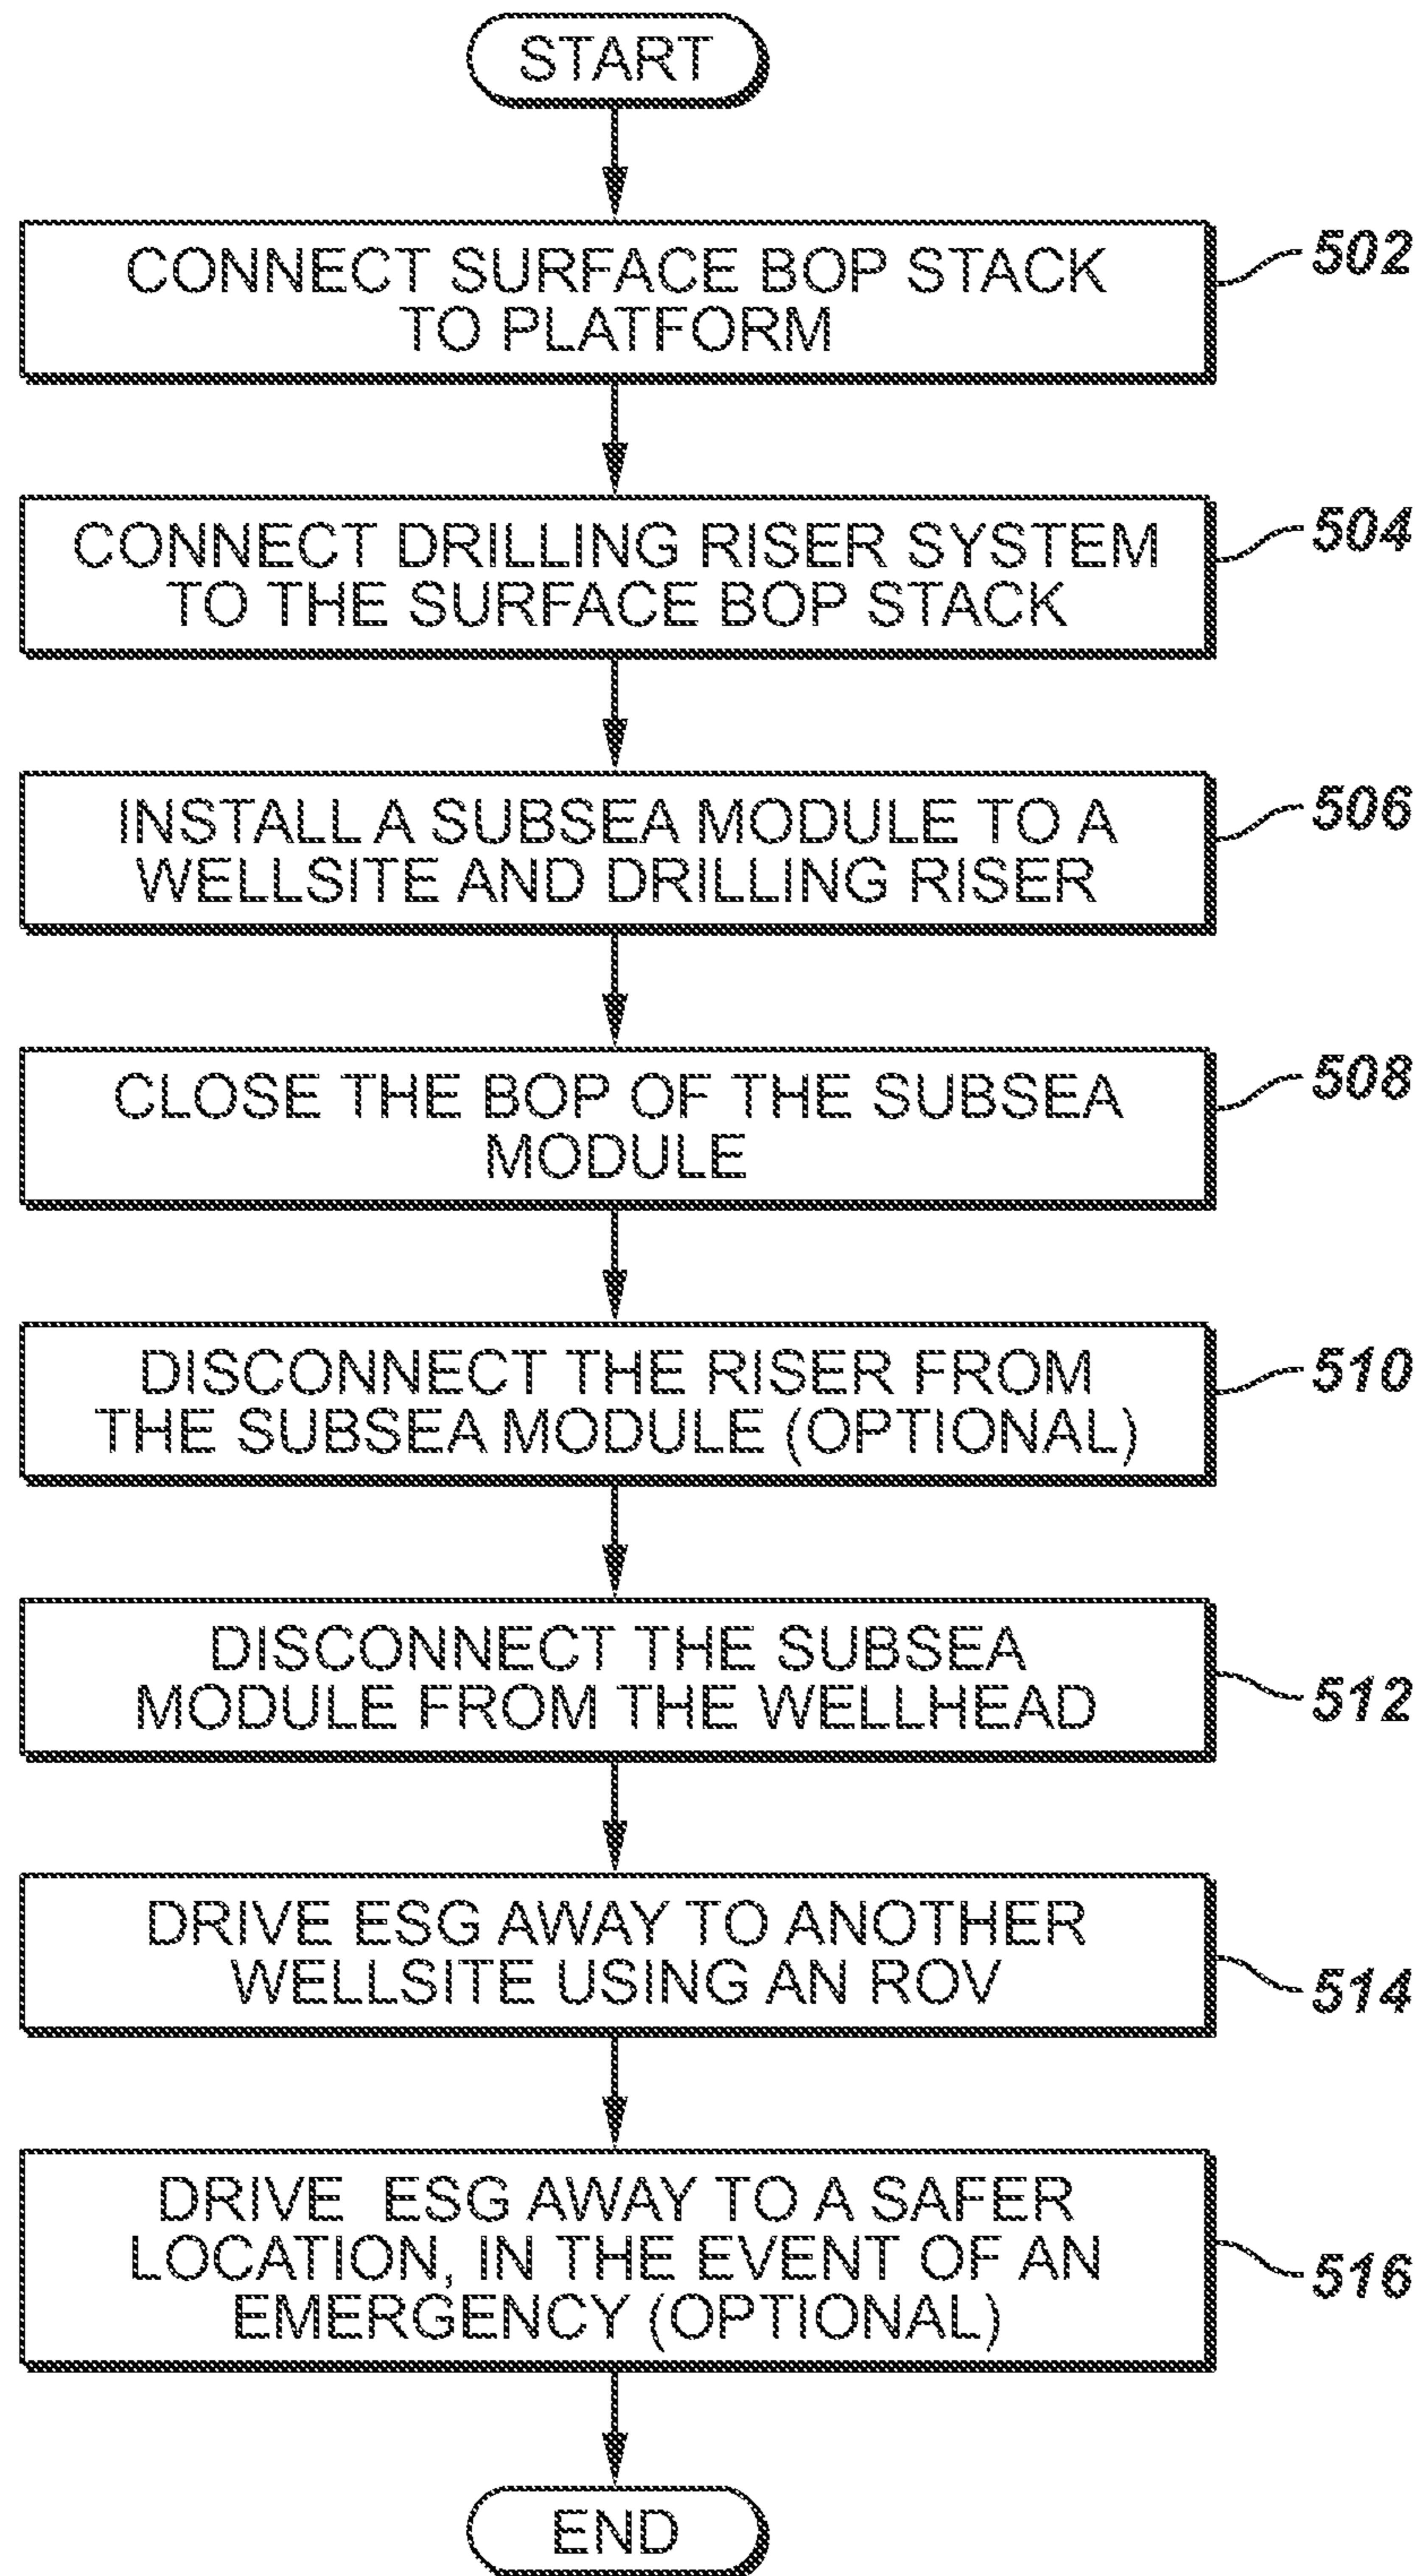 START
CONNECT SURFACE BOP STACK
TO PLATFORM
502
CONNECT DRILLING RISER SYSTEM
TO THE SURFACE BOP STACK
504
INSTALL A SUBSEA MODULE TO A
WELLSITE AND DRILLING RISER
506
CLOSE THE BOP OF THE SUBSEA
MODULE
508
DISCONNECT THE RISER FROM
THE SUBSEA MODULE (OPTIONAL)
510
DISCONNECT THE SUBSEA
MODULE FROM THE WELLHEAD
512
DRIVE ESG AWAY TO ANOTHER
WELLSITE USING AN ROV
514
DRIVE ESG AWAY TO A SAFER
LOCATION, IN THE EVENT OF AN
EMERGENCY (OPTIONAL)
516
END